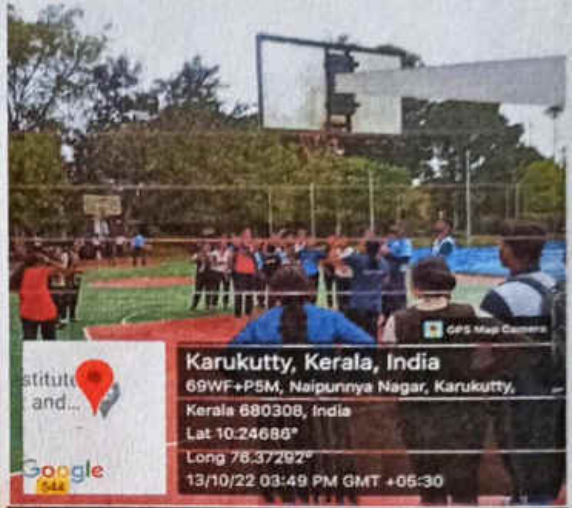 GPS Map Camera
stitute
and...
Google
544
Karukutty, Kerala, India
69WF+P5M, Naipunnya Nagar, Karukutty,
Kerala 680308, India
Lat 10.24686°
Long 76.37292°
13/10/22 03:49 PM GMT +05:30